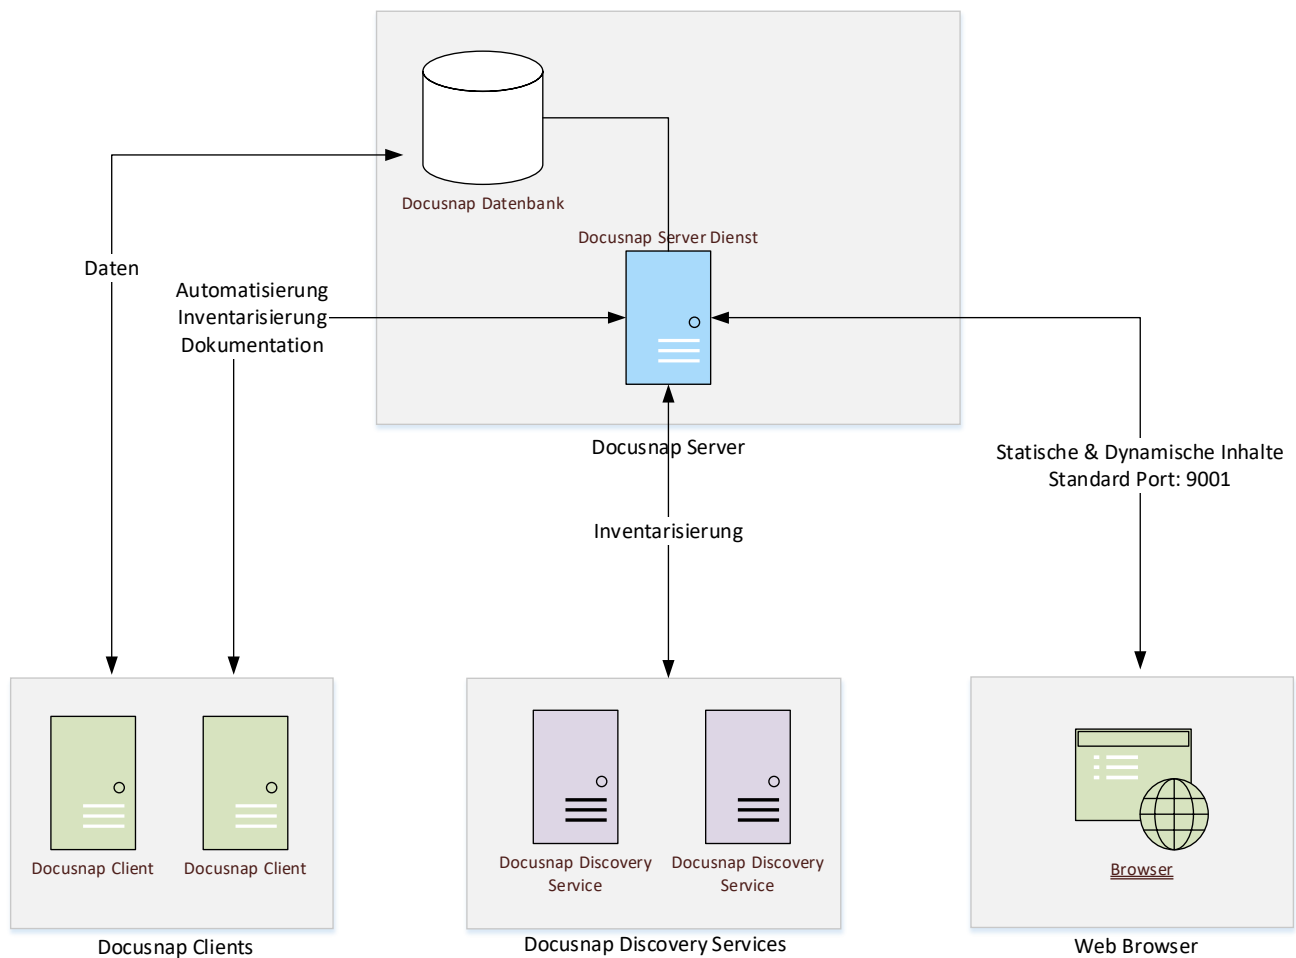 Docusnap Datenbank
Docusnap Server Dienst
Daten
Automatisierung
Inventarisierung
Dokumentation
Docusnap Server
Statische & Dynamische Inhalte
Standard Port: 9001
Inventarisierung
Docusnap Client
Docusnap Client
Docusnap Discovery
Service
Docusnap Discovery
Service
Browser
Docusnap Clients
Docusnap Discovery Services
Web Browser